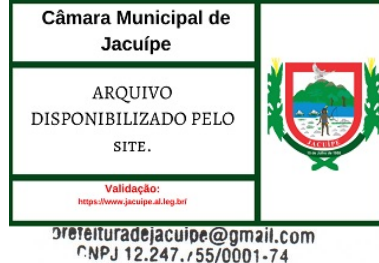 Câmara Municipal de
Jacuípe
ARQUIVO
DISPONIBILIZADO PELO
SITE.
Validação:
https://www.jacuipe.al.leg.br/
JACUÍPE
prefeituradejacuipe@gmail.com
CNPJ 12.247.755/0001-74